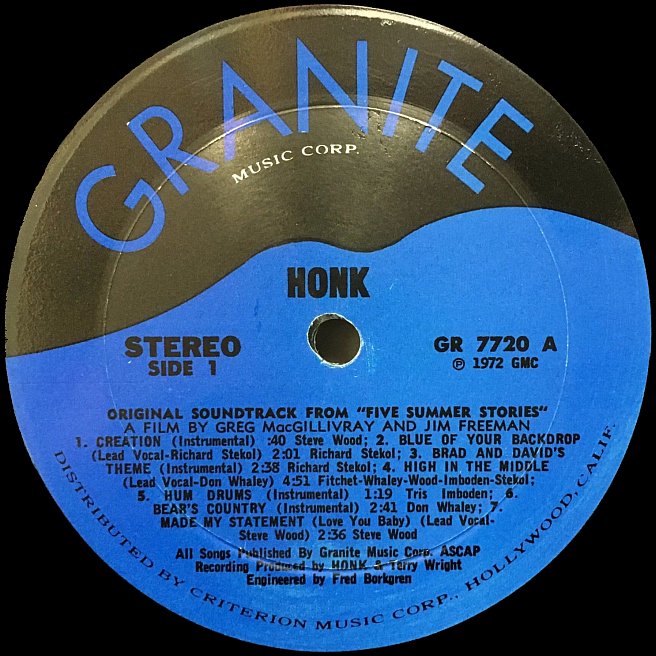 GRANITE
MUSIC CORP.
HONK
STEREO
SIDE 1
GR 7720 A
℗ 1972 GMC
ORIGINAL SOUNDTRACK FROM "FIVE SUMMER STORIES"
A FILM BY GREG MacGILLIVRAY AND JIM FREEMAN
1. CREATION (Instrumental) :40 Steve Wood; 2. BLUE OF YOUR BACKDROP
(Lead Vocal-Richard Stekol) 2:01 Richard Stekol; 3. BRAD AND DAVID'S
THEME (Instrumental) 2:38 Richard Stekol; 4. HIGH IN THE MIDDLE
(Lead Vocal-Don Whaley) 4:51 Fitchet-Whaley-Wood-Imboden-Stekol;
5. HUM DRUMS (Instrumental) 1:19 Tris Imboden; 6.
BEAR'S COUNTRY (Instrumental) 2:41 Don Whaley; 7.
MADE MY STATEMENT (Love You Baby) (Lead Vocal-
Steve Wood) 2:36 Steve Wood
All Songs Published By Granite Music Corp. ASCAP
Recording Produced by HONK & Terry Wright
Engineered by Fred Borkgren
DISTRIBUTED BY CRITERION MUSIC CORP., HOLLYWOOD, CALIF.